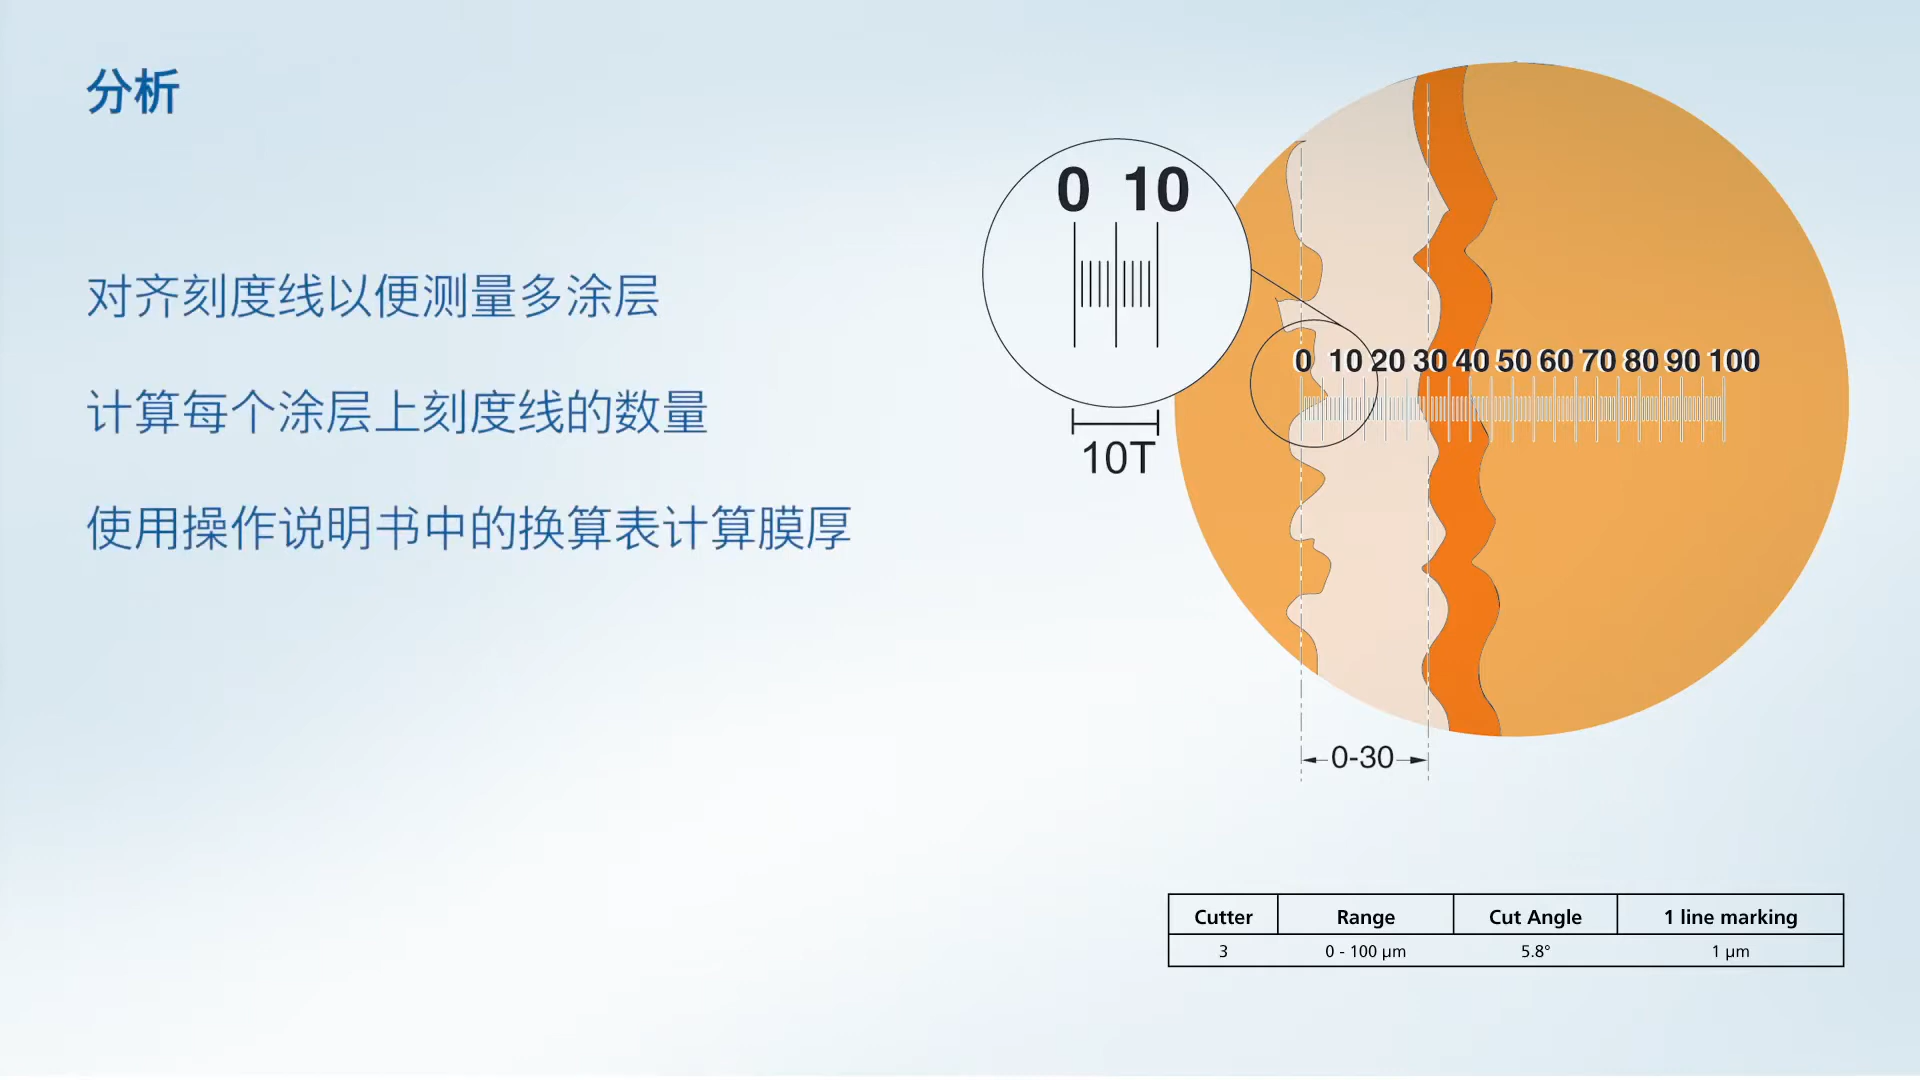 分析
对齐刻度线以便测量多涂层
计算每个涂层上刻度线的数量
使用操作说明书中的换算表计算膜厚
0 10
10T
0 10 20 30 40 50 60 70 80 90 100
0-30
Cutter Range Cut Angle 1 line marking
3 0 - 100 µm 5.8° 1 µm